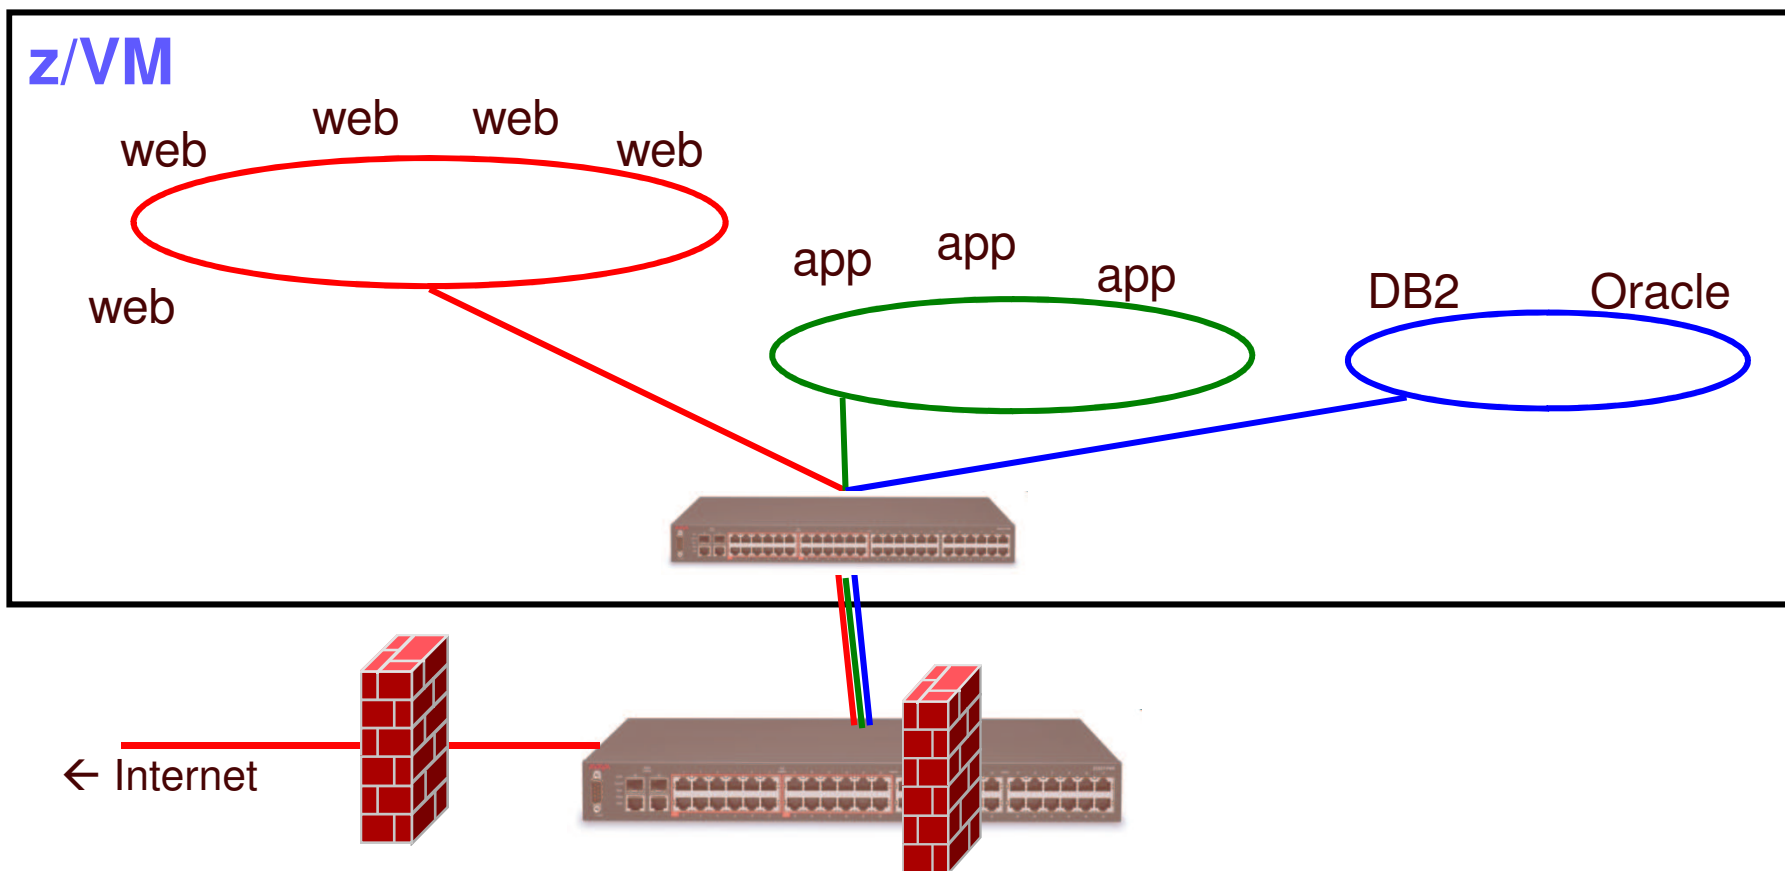 z/VM
web
web
web
web
web
app
app
app
DB2
Oracle
← Internet